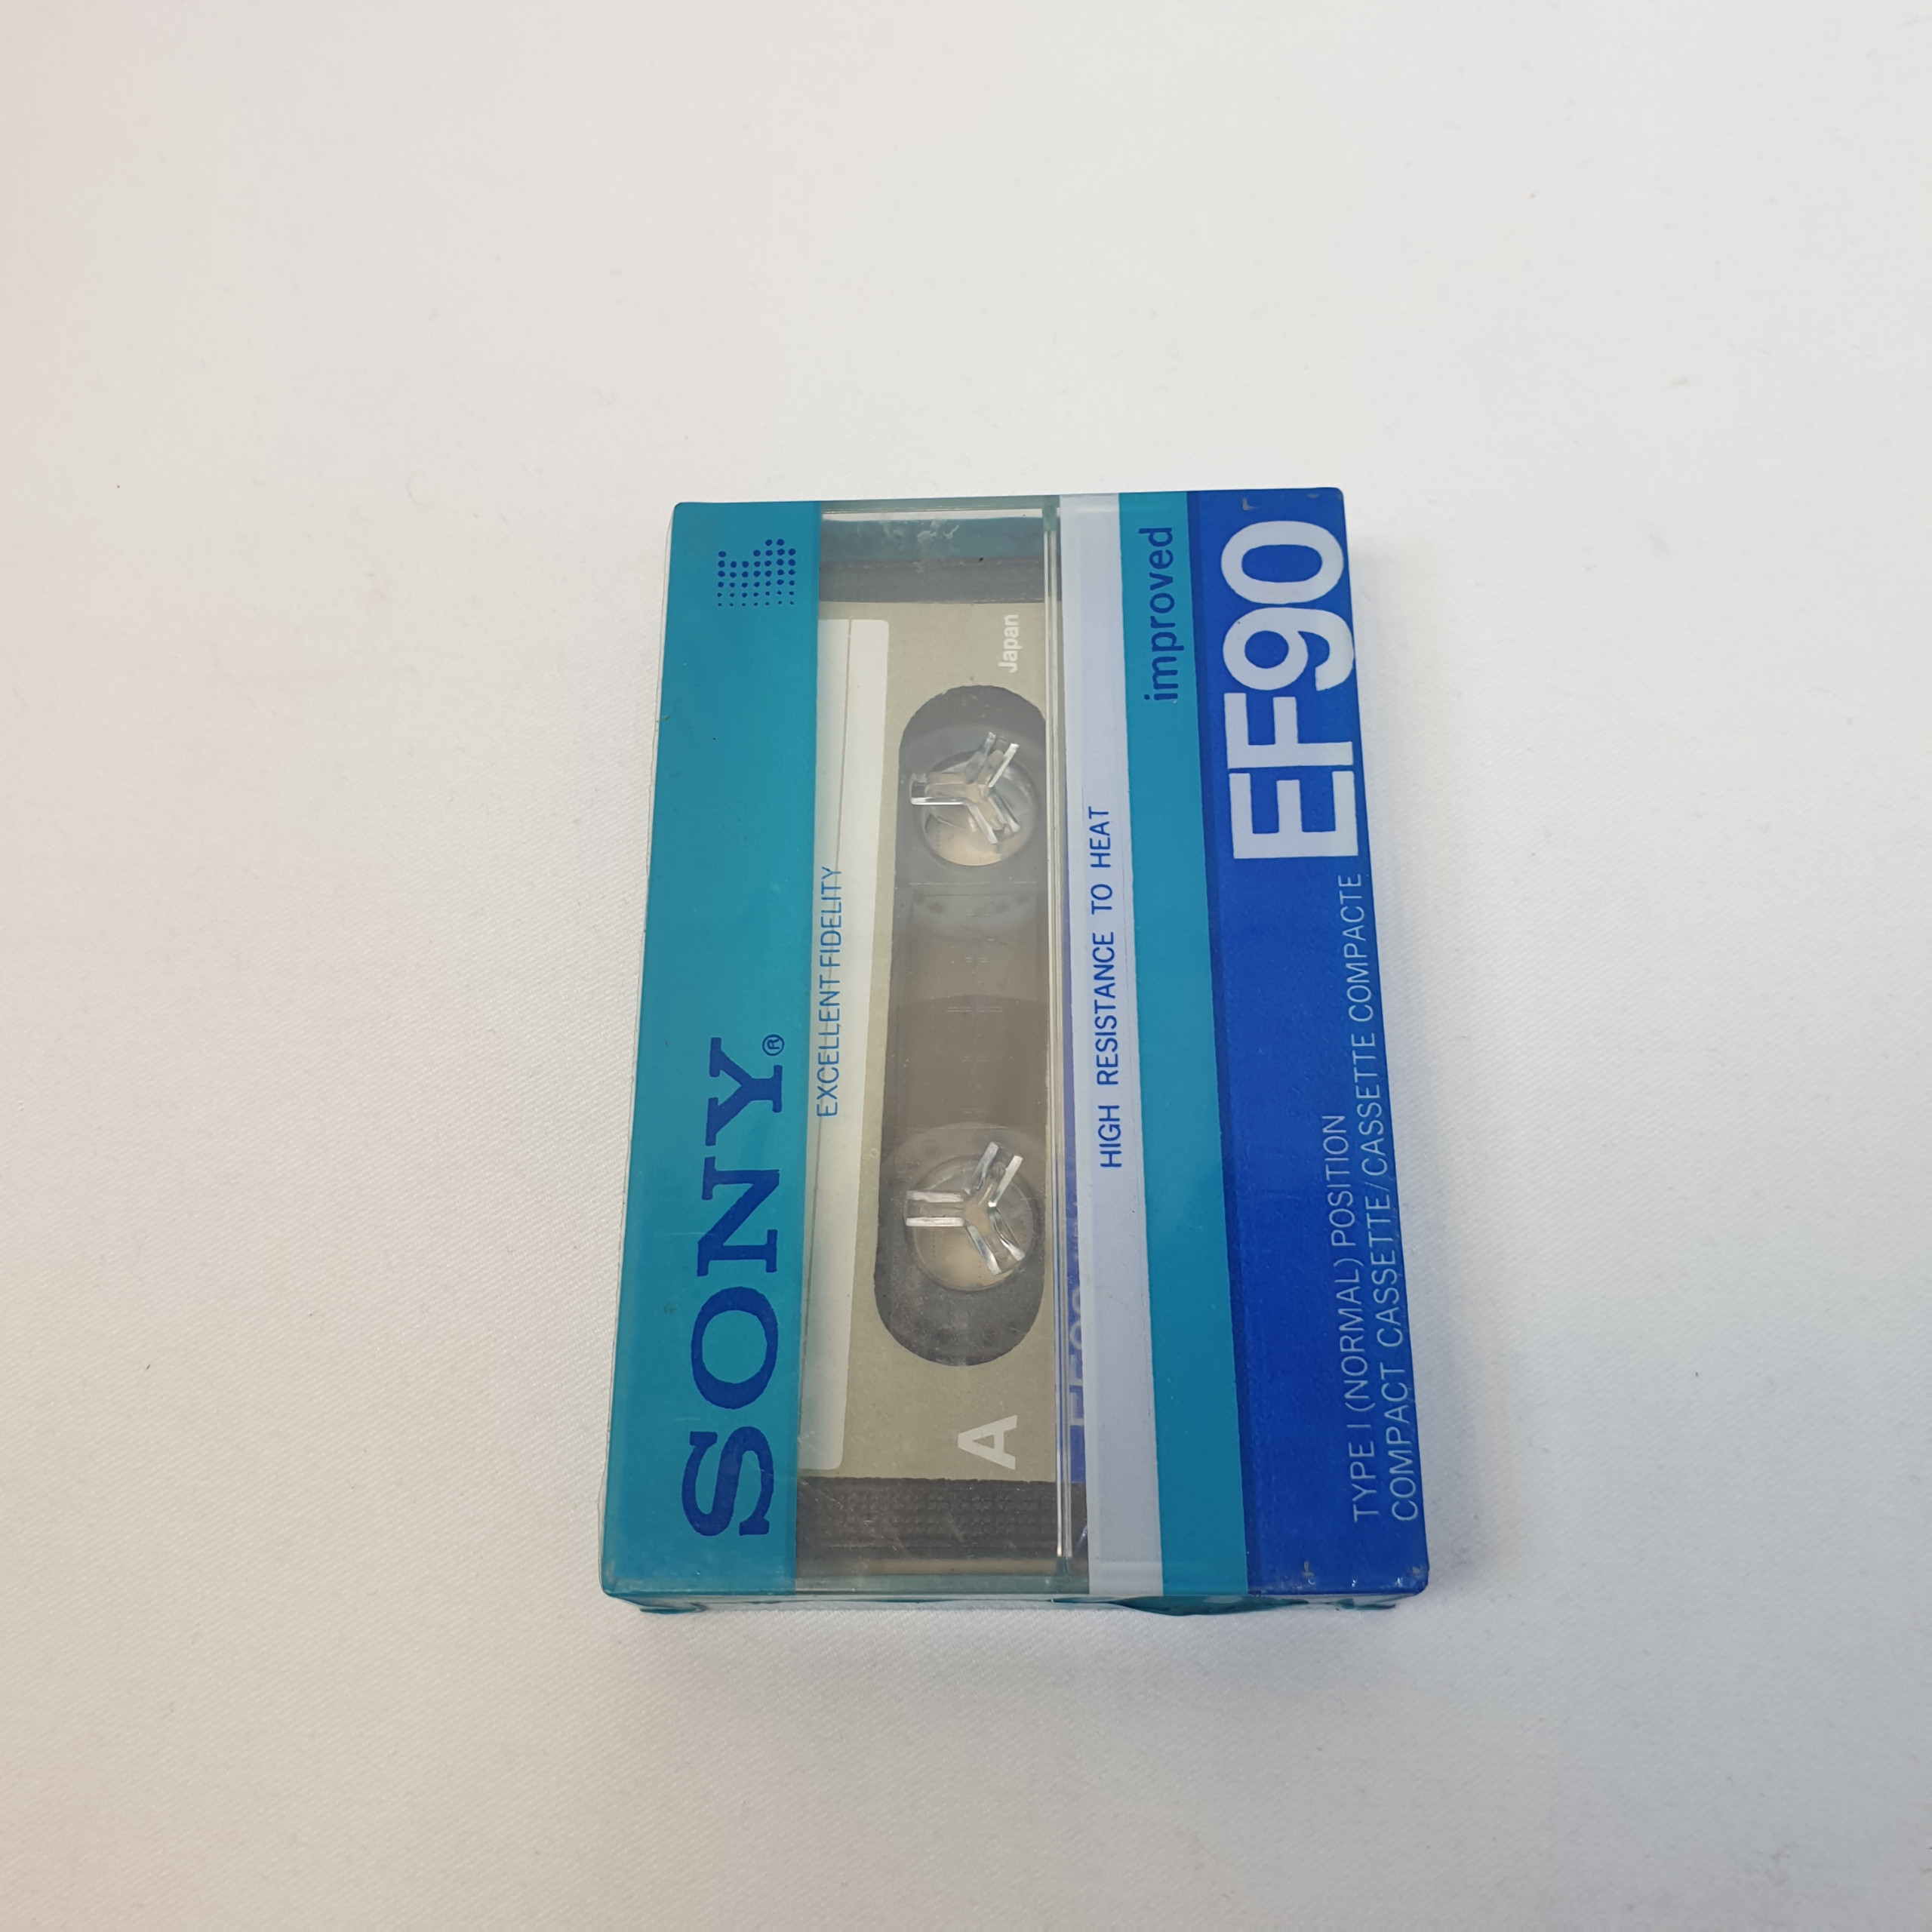 SONY®
EXCELLENT FIDELITY
Japan
A
HIGH RESISTANCE TO HEAT
improved
EF90
TYPE I (NORMAL) POSITION
COMPACT CASSETTE/CASSETTE COMPACTE